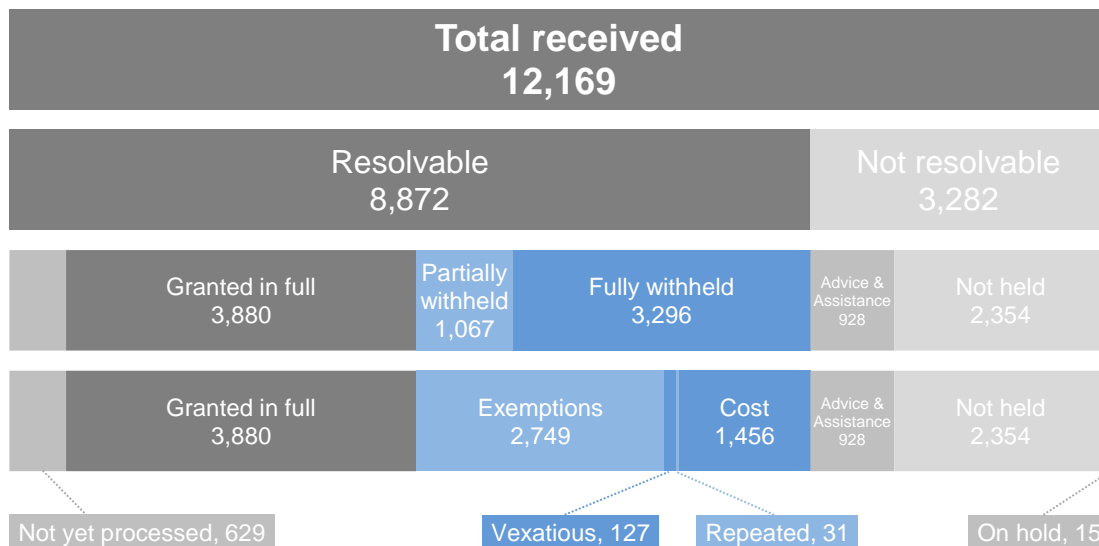 Total received
12,169
Resolvable
8,872
Not resolvable
3,282
Granted in full
3,880
Partially
withheld
1,067
Fully withheld
3,296
Advice &
Assistance
928
Not held
2,354
Granted in full
3,880
Exemptions
2,749
Cost
1,456
Advice &
Assistance
928
Not held
2,354
Not yet processed, 629
Vexatious, 127
Repeated, 31
On hold, 15